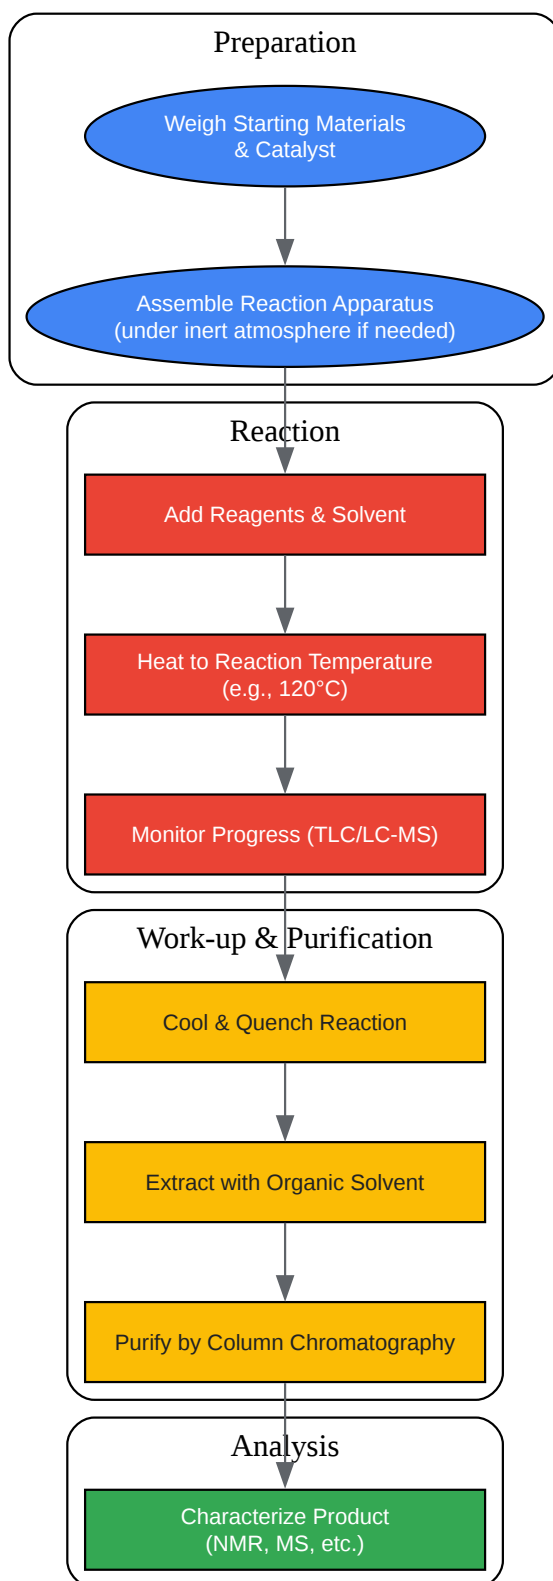 Preparation
Weigh Starting Materials
& Catalyst
Assemble Reaction Apparatus
(under inert atmosphere if needed)
Reaction
Add Reagents & Solvent
Heat to Reaction Temperature
(e.g., 120°C)
Monitor Progress (TLC/LC-MS)
Work-up & Purification
Cool & Quench Reaction
Extract with Organic Solvent
Purify by Column Chromatography
Analysis
Characterize Product
(NMR, MS, etc.)